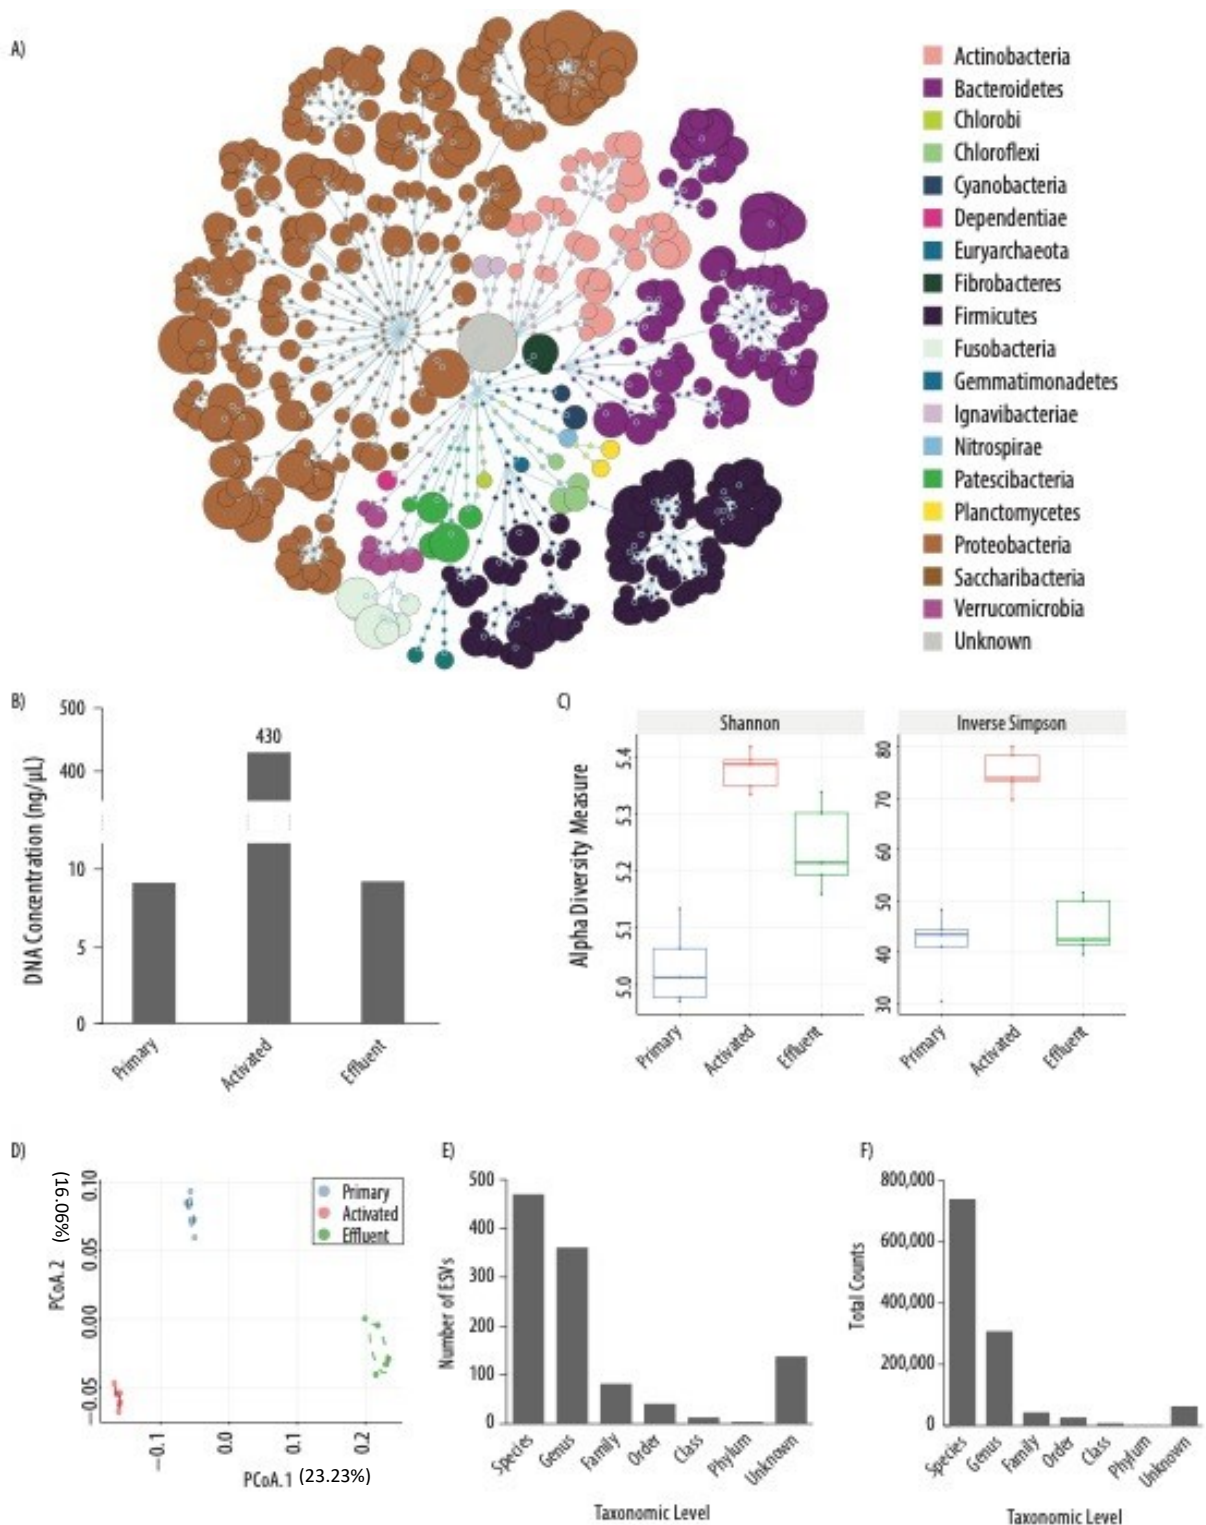 A)
Actinobacteria
Bacteroidetes
Chlorobi
Chloroflexi
Cyanobacteria
Dependentiae
Euryarchaeota
Fibrobacteres
Firmicutes
Fusobacteria
Gemmatimonadetes
Ignavibacteriae
Nitrospirae
Patescibacteria
Planctomycetes
Proteobacteria
Saccharibacteria
Verrucomicrobia
Unknown
B)
DNA Concentration (ng/µL)
500
430
400
10
5
0
Primary
Activated
Effluent
C)
Alpha Diversity Measure
Shannon
5.4
5.3
5.2
5.1
5.0
Primary
Activated
Effluent
Inverse Simpson
80
70
60
50
40
30
Primary
Activated
Effluent
D)
PCoA.2 (16.06%)
0.10
0.05
0.00
−0.05
Primary
Activated
Effluent
−0.1
0.0
0.1
0.2
PCoA.1 (23.23%)
E)
Number of ESVs
500
400
300
200
100
0
Species
Genus
Family
Order
Class
Phylum
Unknown
Taxonomic Level
F)
Total Counts
800,000
600,000
400,000
200,000
0
Species
Genus
Family
Order
Class
Phylum
Unknown
Taxonomic Level